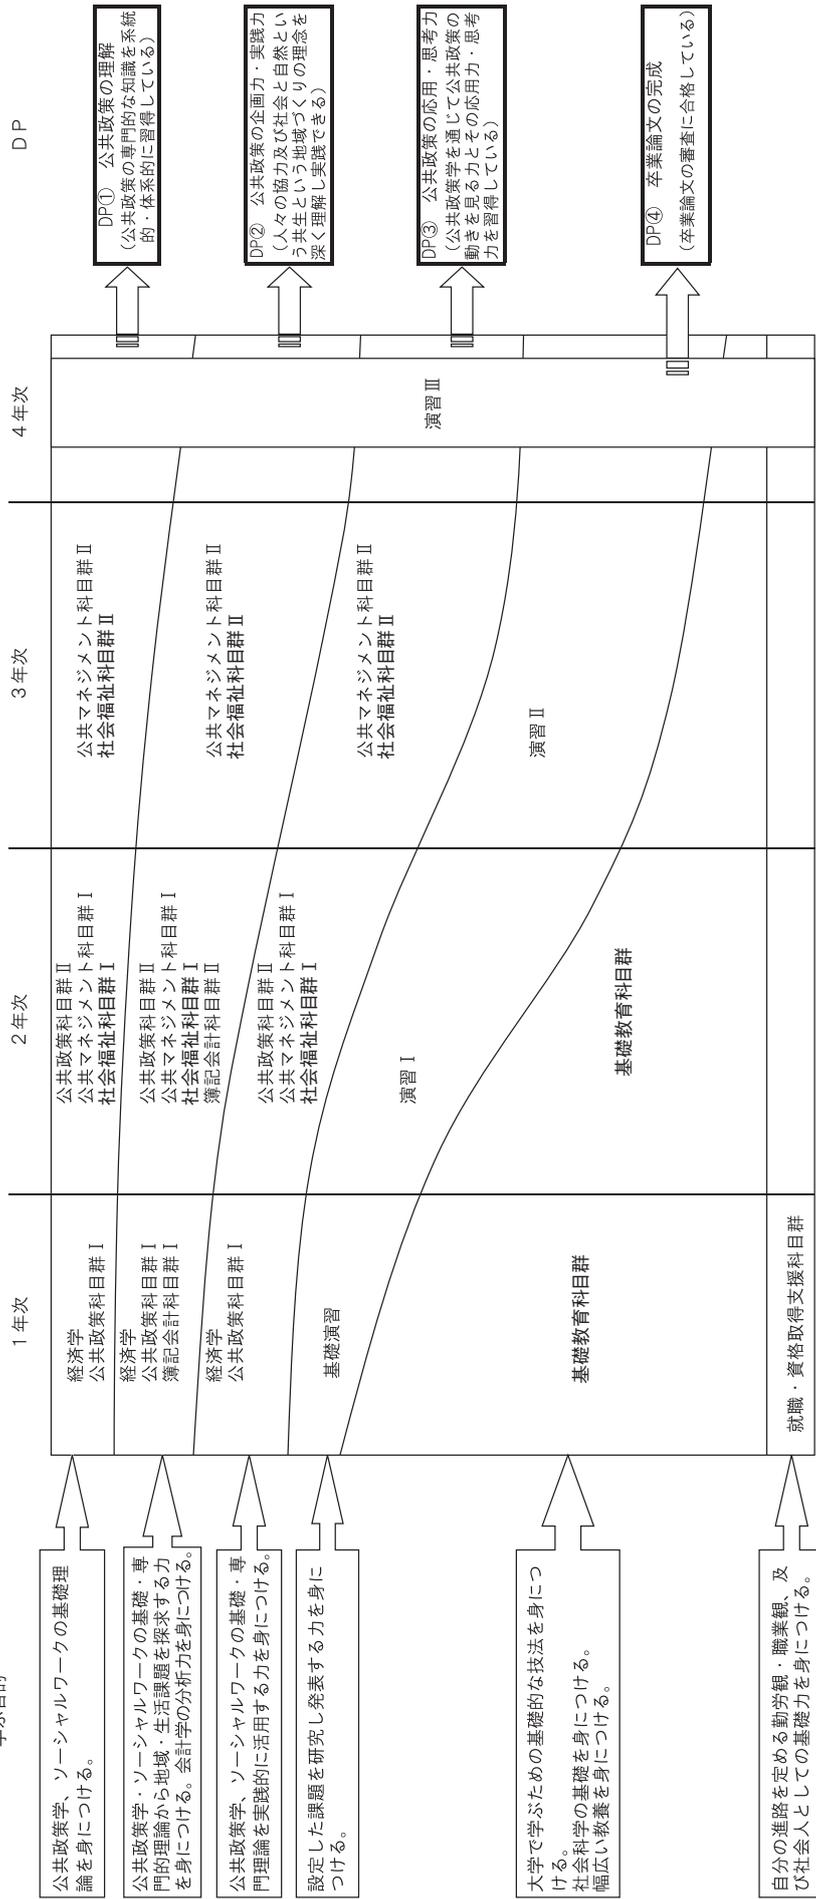 学ぶ目的
1年次
2年次
3年次
4年次
DP
公共政策学、ソーシャルワークの基礎理
論を身につける。
経済学
公共政策科目群Ⅰ
公共政策科目群Ⅱ
公共マネジメント科目群Ⅰ
社会福祉科目群Ⅰ
公共マネジメント科目群Ⅱ
社会福祉科目群Ⅱ
DP① 公共政策の理解
（公共政策の専門的な知識を系統
的・体系的に習得している）
公共政策学・ソーシャルワークの基礎・専
門的理論から地域・生活課題を探求する力
を身につける。会計学の分析力を身につける。
経済学
公共政策科目群Ⅰ
簿記会計科目群Ⅰ
公共政策科目群Ⅱ
公共マネジメント科目群Ⅰ
社会福祉科目群Ⅰ
簿記会計科目群Ⅱ
公共マネジメント科目群Ⅱ
社会福祉科目群Ⅱ
DP② 公共政策の企画力・実践力
（人々の協力及び社会と自然とい
う共生という地域づくりの理念を
深く理解し実践できる）
公共政策学、ソーシャルワークの基礎・専
門理論を実践的に活用する力を身につける。
経済学
公共政策科目群Ⅰ
公共政策科目群Ⅱ
公共マネジメント科目群Ⅰ
社会福祉科目群Ⅰ
公共マネジメント科目群Ⅱ
社会福祉科目群Ⅱ
DP③ 公共政策の応用・思考力
（公共政策学を通じて公共政策の
動きを見る力とその応用力・思考
力を習得している）
設定した課題を研究し発表する力を身に
つける。
基礎演習
演習Ⅰ
演習Ⅱ
演習Ⅲ
DP④ 卒業論文の完成
（卒業論文の審査に合格している）
大学で学ぶための基礎的な技法を身につ
ける。
社会科学の基礎を身につける。
幅広い教養を身につける。
基礎教育科目群
基礎教育科目群
自分の進路を定める勤労観・職業観、及
び社会人としての基礎力を身につける。
就職・資格取得支援科目群